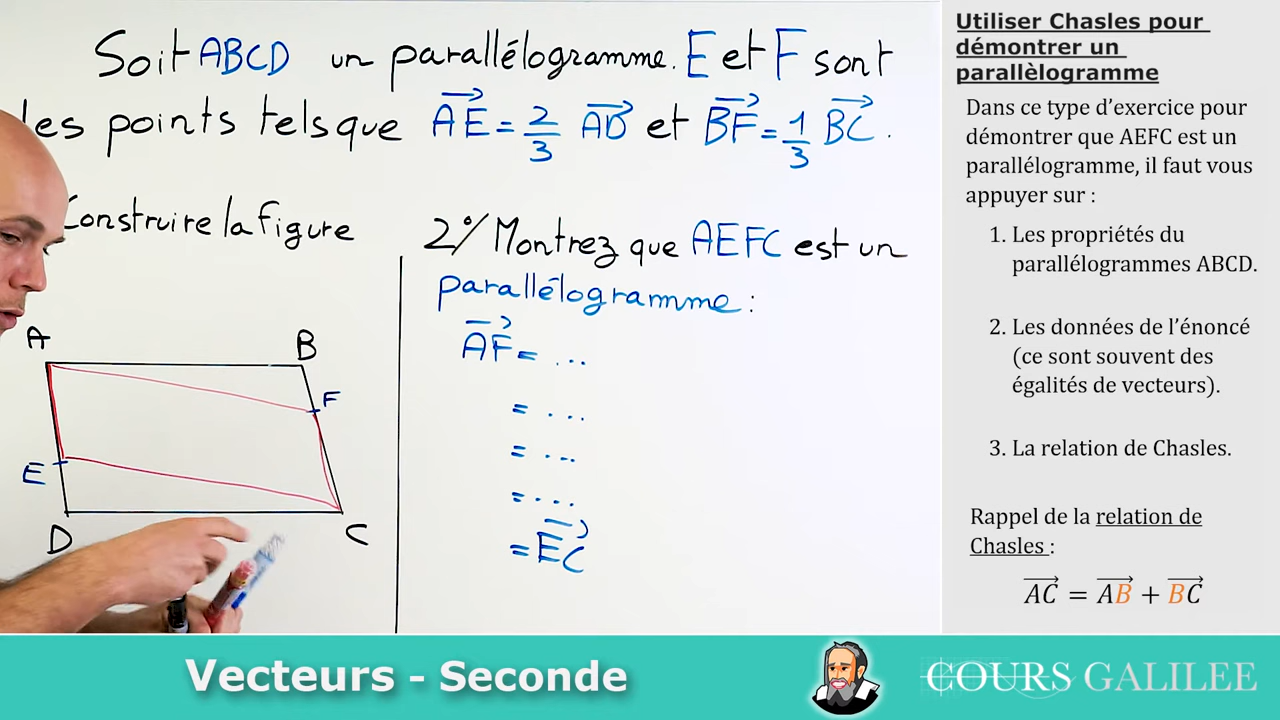 Soit ABCD un parallélogramme. E et F sont
les points tels que AE = 2/3 AD et BF = 1/3 BC.
Construire la figure
2°/ Montrez que AEFC est un
parallélogramme :
AF = ...
= ...
= ...
= ...
= EC
A
B
F
E
D
C
Utiliser Chasles pour
démontrer un
parallèlogramme
Dans ce type d'exercice pour
démontrer que AEFC est un
parallélogramme, il faut vous
appuyer sur :
1. Les propriétés du
parallélogrammes ABCD.
2. Les données de l'énoncé
(ce sont souvent des
égalités de vecteurs).
3. La relation de Chasles.
Rappel de la relation de
Chasles :
AC = AB + BC
Vecteurs - Seconde
COURS GALILEE